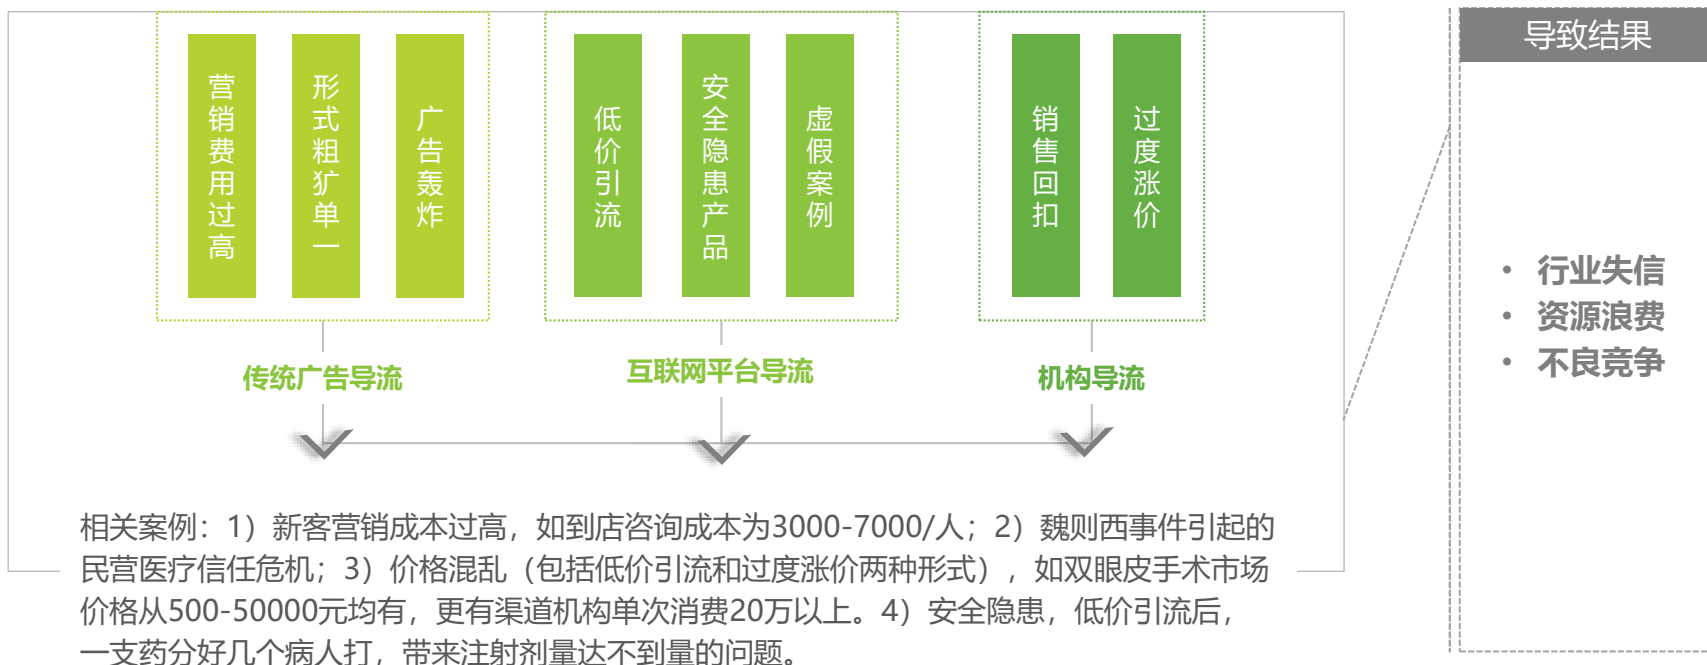 营销费用过高
形式粗犷单一
广告轰炸
低价引流
安全隐患产品
虚假案例
销售回扣
过度涨价
传统广告导流
互联网平台导流
机构导流
相关案例：1）新客营销成本过高，如到店咨询成本为3000-7000/人；2）魏则西事件引起的
民营医疗信任危机；3）价格混乱（包括低价引流和过度涨价两种形式），如双眼皮手术市场
价格从500-50000元均有，更有渠道机构单次消费20万以上。4）安全隐患，低价引流后，
一支药分好几个病人打，带来注射剂量达不到量的问题。
导致结果
• 行业失信
• 资源浪费
• 不良竞争